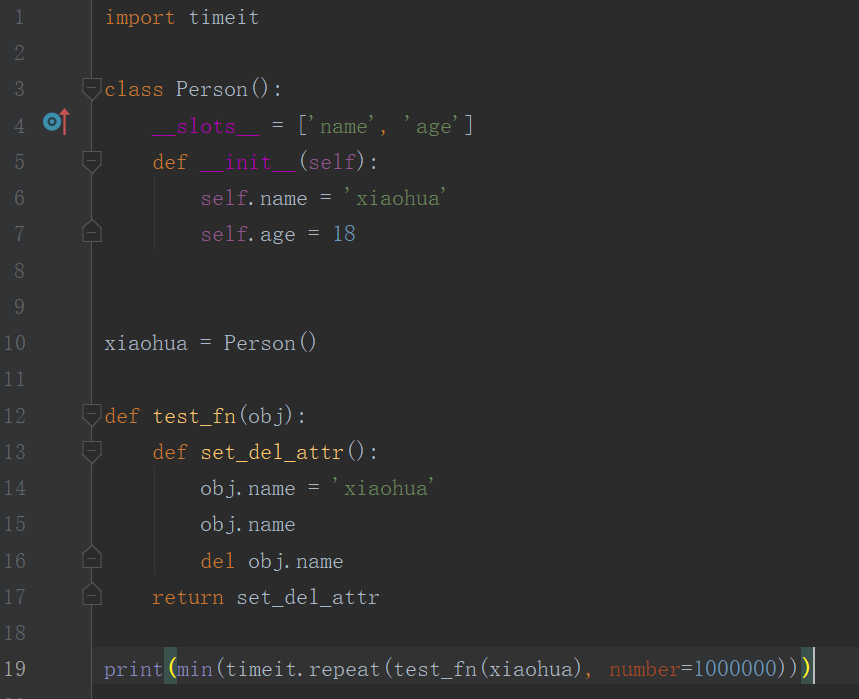 1 import timeit
2
3 class Person():
4     __slots__ = ['name', 'age']
5     def __init__(self):
6         self.name = 'xiaohua'
7         self.age = 18
8
9
10 xiaohua = Person()
11
12 def test_fn(obj):
13     def set_del_attr():
14         obj.name = 'xiaohua'
15         obj.name
16         del obj.name
17     return set_del_attr
18
19 print(min(timeit.repeat(test_fn(xiaohua), number=1000000)))